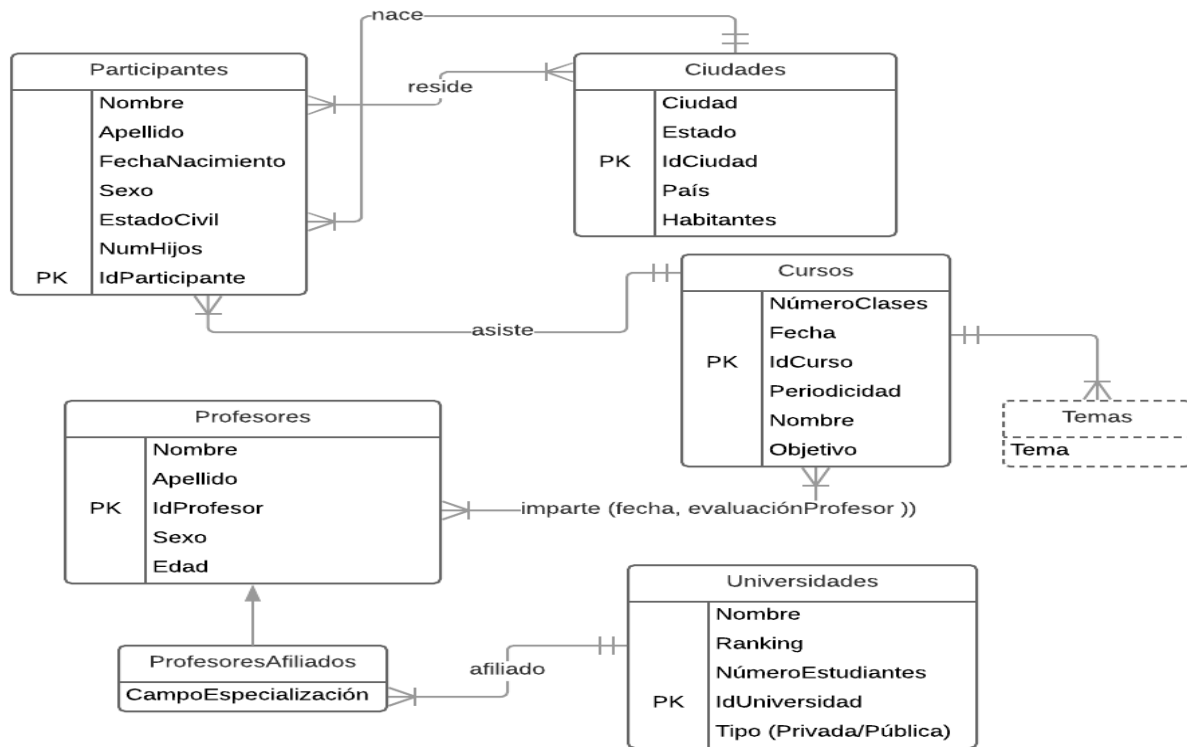 nace
Participantes
Nombre
Apellido
FechaNacimiento
Sexo
EstadoCivil
NumHijos
PK IdParticipante
reside
Ciudades
Ciudad
Estado
PK IdCiudad
País
Habitantes
asiste
Cursos
NúmeroClases
Fecha
PK IdCurso
Periodicidad
Nombre
Objetivo
Temas
Tema
Profesores
Nombre
Apellido
PK IdProfesor
Sexo
Edad
imparte (fecha, evaluaciónProfesor ))
ProfesoresAfiliados
CampoEspecialización
afiliado
Universidades
Nombre
Ranking
NúmeroEstudiantes
PK IdUniversidad
Tipo (Privada/Pública)